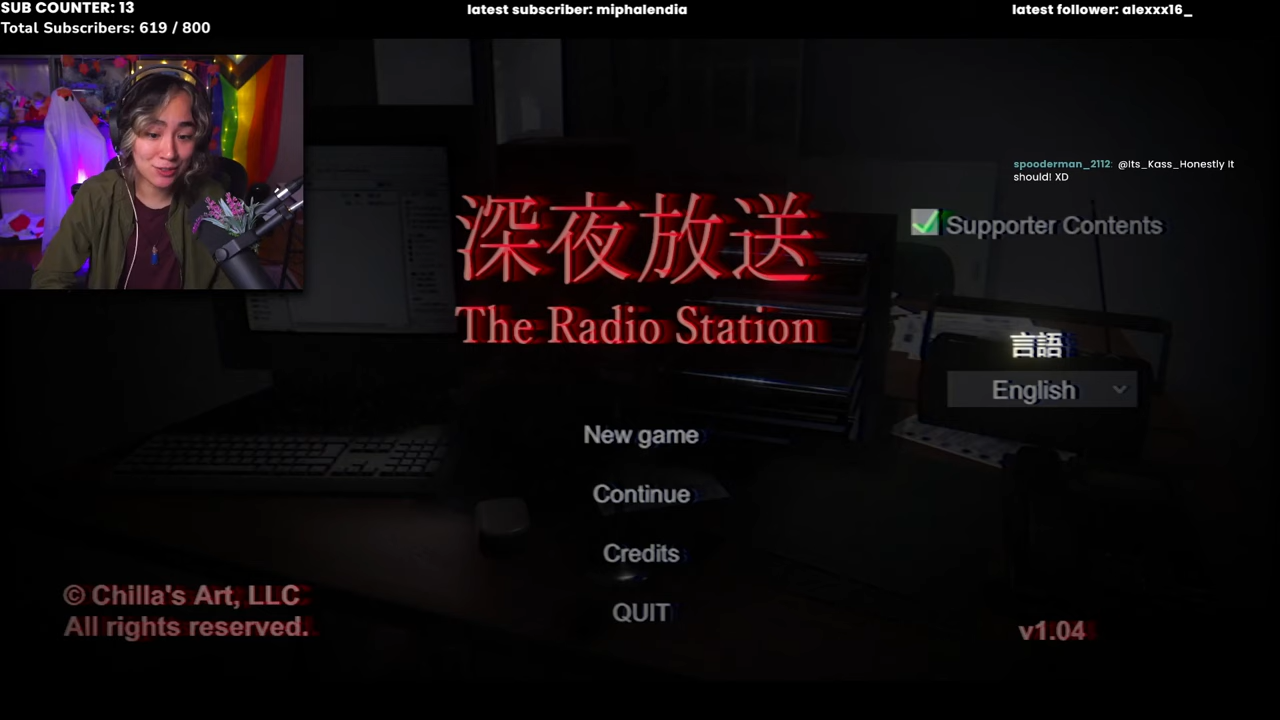 SUB COUNTER: 13
latest subscriber: miphalendia
latest follower: alexxx16_
Total Subscribers: 619 / 800
spooderman_2112: @Its_Kass_Honestly It
should! XD
深夜放送
The Radio Station
Supporter Contents
言語
English
New game
Continue
Credits
QUIT
© Chilla's Art, LLC
All rights reserved.
v1.04